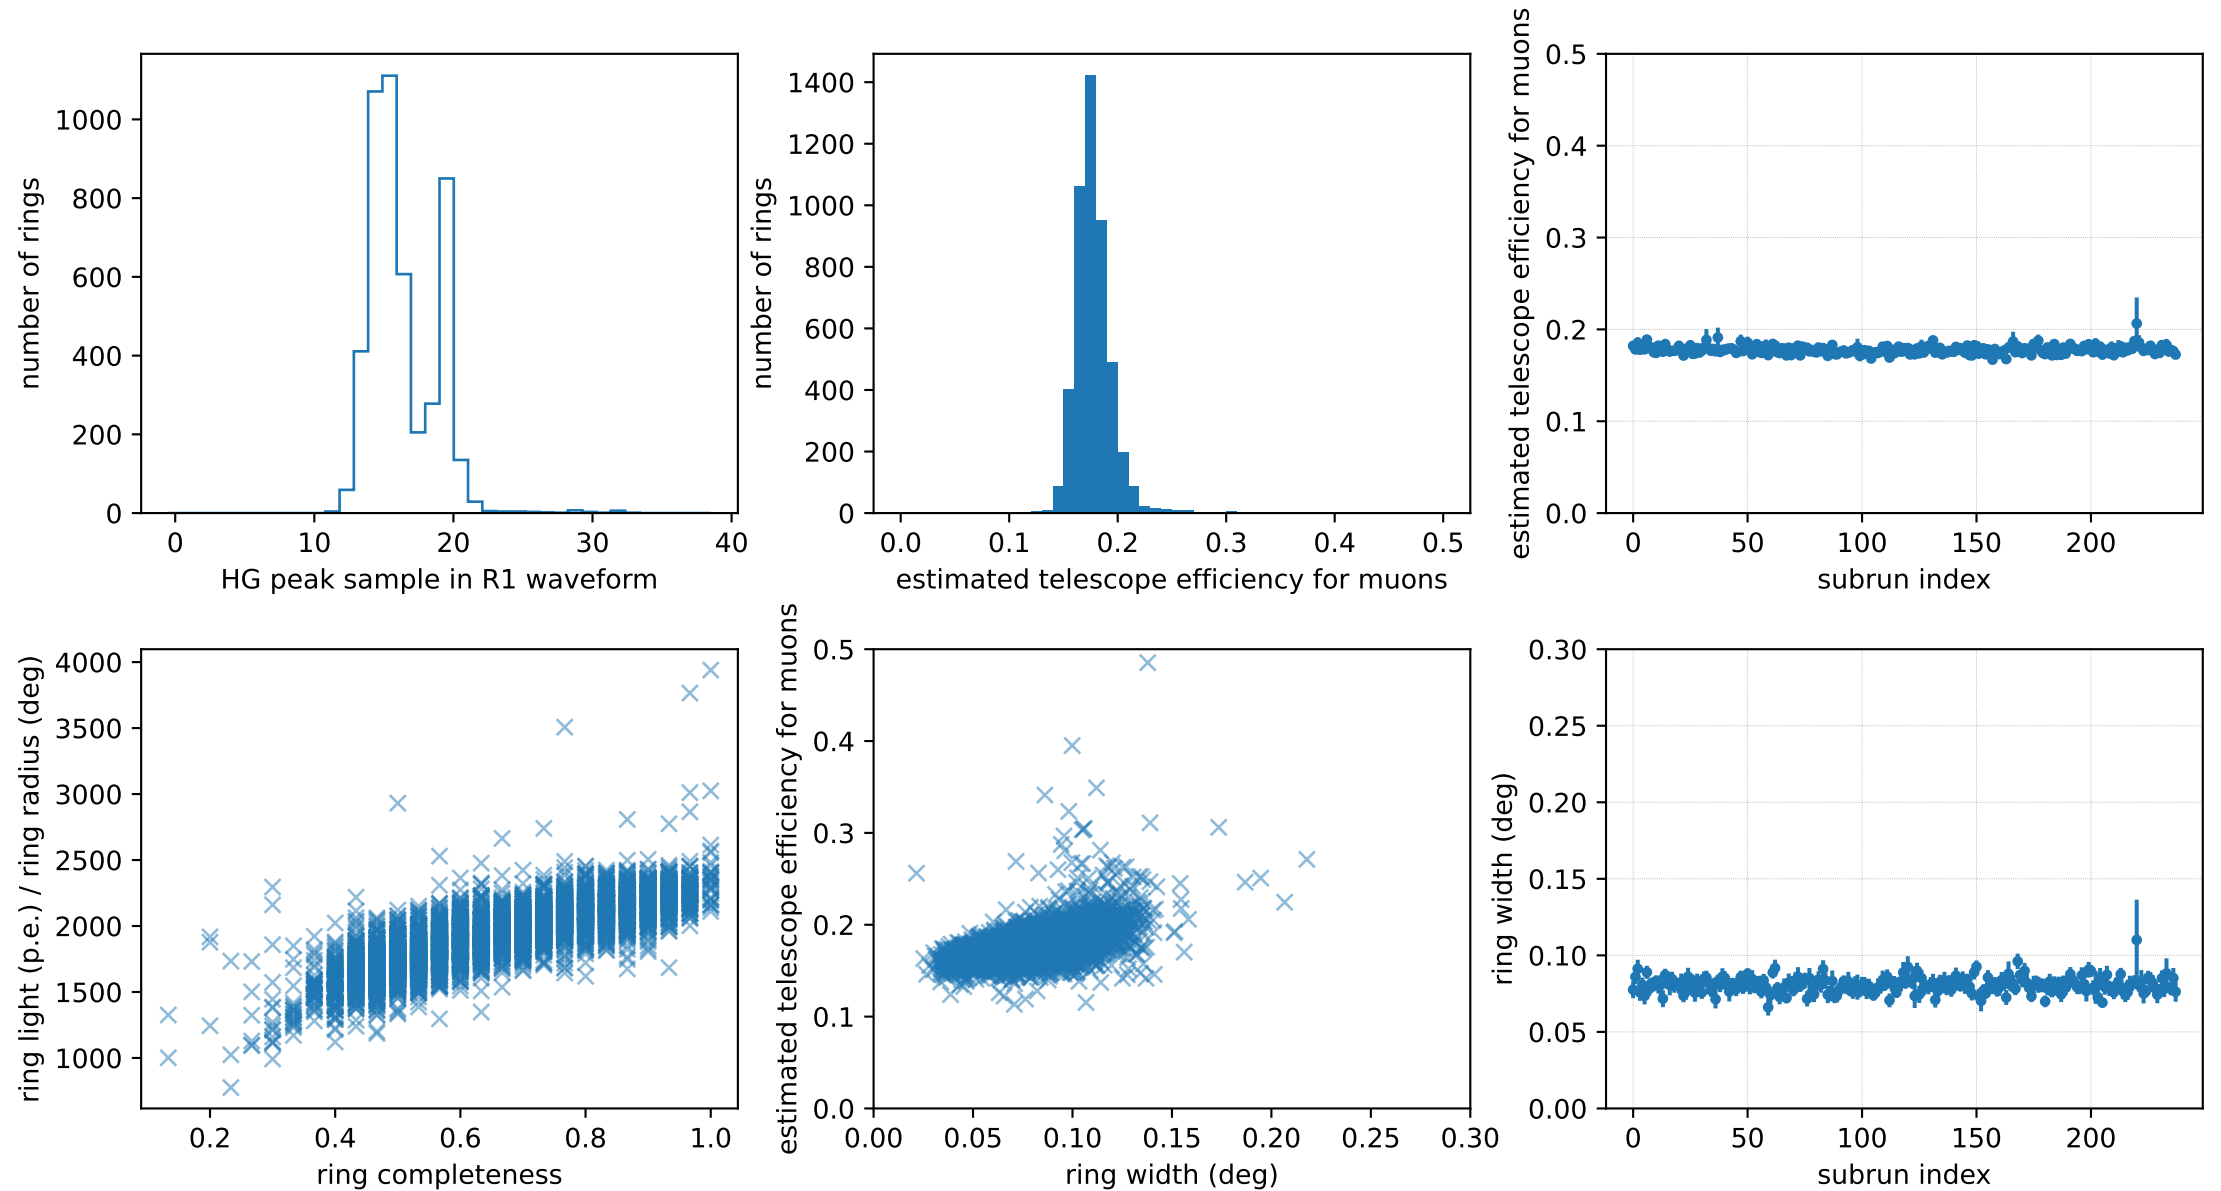 number of rings
1000
800
600
400
200
0
0 10 20 30 40
HG peak sample in R1 waveform
number of rings
1400
1200
1000
800
600
400
200
0
0.0 0.1 0.2 0.3 0.4 0.5
estimated telescope efficiency for muons
estimated telescope efficiency for muons
0.5
0.4
0.3
0.2
0.1
0.0
0 50 100 150 200
subrun index
ring light (p.e.) / ring radius (deg)
4000
3500
3000
2500
2000
1500
1000
0.2 0.4 0.6 0.8 1.0
ring completeness
estimated telescope efficiency for muons
0.5
0.4
0.3
0.2
0.1
0.0
0.00 0.05 0.10 0.15 0.20 0.25 0.30
ring width (deg)
ring width (deg)
0.30
0.25
0.20
0.15
0.10
0.05
0.00
0 50 100 150 200
subrun index